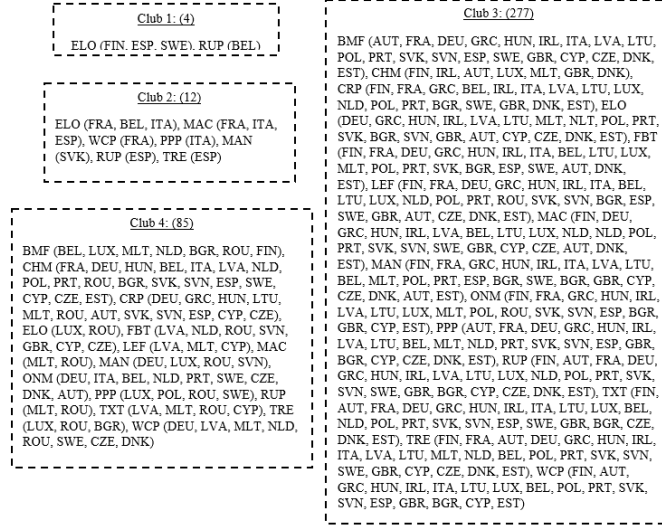 Club 1: (4)
ELO (FIN, ESP, SWE), RUP (BEL)
Club 2: (12)
ELO (FRA, BEL, ITA), MAC (FRA, ITA,
ESP), WCP (FRA), PPP (ITA), MAN
(SVK), RUP (ESP), TRE (ESP)
Club 4: (85)
BMF (BEL, LUX, MLT, NLD, BGR, ROU, FIN),
CHM (FRA, DEU, HUN, BEL, ITA, LVA, NLD,
POL, PRT, ROU, BGR, SVK, SVN, ESP, SWE,
CYP, CZE, EST), CRP (DEU, GRC, HUN, LTU,
MLT, ROU, AUT, SVK, SVN, ESP, CYP, CZE),
ELO (LUX, ROU), FBT (LVA, NLD, ROU, SVN,
GBR, CYP, CZE), LEF (LVA, MLT, CYP), MAC
(MLT, ROU), MAN (DEU, LUX, ROU, SVN),
ONM (DEU, ITA, BEL, NLD, PRT, SWE, CZE,
DNK, AUT), PPP (LUX, POL, ROU, SWE), RUP
(MLT, ROU), TXT (LVA, MLT, ROU, CYP), TRE
(LUX, ROU, BGR), WCP (DEU, LVA, MLT, NLD,
ROU, SWE, CZE, DNK)
Club 3: (277)
BMF (AUT, FRA, DEU, GRC, HUN, IRL, ITA, LVA, LTU,
POL, PRT, SVK, SVN, ESP, SWE, GBR, CYP, CZE, DNK,
EST), CHM (FIN, IRL, AUT, LUX, MLT, GBR, DNK),
CRP (FIN, FRA, GRC, BEL, IRL, ITA, LVA, LTU, LUX,
NLD, POL, PRT, BGR, SWE, GBR, DNK, EST), ELO
(DEU, GRC, HUN, IRL, LVA, LTU, MLT, NLT, POL, PRT,
SVK, BGR, SVN, GBR, AUT, CYP, CZE, DNK, EST), FBT
(FIN, FRA, DEU, GRC, HUN, IRL, ITA, BEL, LTU, LUX,
MLT, POL, PRT, SVK, BGR, ESP, SWE, AUT, DNK,
EST), LEF (FIN, FRA, DEU, GRC, HUN, IRL, ITA, BEL,
LTU, LUX, NLD, POL, PRT, ROU, SVK, SVN, BGR, ESP,
SWE, GBR, AUT, CZE, DNK, EST), MAC (FIN, DEU,
GRC, HUN, IRL, LVA, BEL, LTU, LUX, NLD, NLD, POL,
PRT, SVK, SVN, SWE, GBR, CYP, CZE, AUT, DNK,
EST), MAN (FIN, FRA, GRC, HUN, IRL, ITA, LVA, LTU,
BEL, MLT, POL, PRT, ESP, BGR, SWE, BGR, GBR, CYP,
CZE, DNK, AUT, EST), ONM (FIN, FRA, GRC, HUN, IRL,
LVA, LTU, LUX, MLT, POL, ROU, SVK, SVN, ESP, BGR,
GBR, CYP, EST), PPP (AUT, FRA, DEU, GRC, HUN, IRL,
LVA, LTU, BEL, MLT, NLD, PRT, SVK, SVN, ESP, GBR,
BGR, CYP, CZE, DNK, EST), RUP (FIN, AUT, FRA, DEU,
GRC, HUN, IRL, LVA, LTU, LUX, NLD, POL, PRT, SVK,
SVN, SWE, GBR, BGR, CYP, CZE, DNK, EST), TXT (FIN,
AUT, FRA, DEU, GRC, HUN, IRL, ITA, LTU, LUX, BEL,
NLD, POL, PRT, SVK, SVN, ESP, SWE, GBR, BGR, CZE,
DNK, EST), TRE (FIN, FRA, AUT, DEU, GRC, HUN, IRL,
ITA, LVA, LTU, MLT, NLD, BEL, POL, PRT, SVK, SVN,
SWE, GBR, CYP, CZE, DNK, EST), WCP (FIN, AUT,
GRC, HUN, IRL, ITA, LTU, LUX, BEL, POL, PRT, SVK,
SVN, ESP, GBR, BGR, CYP, EST)